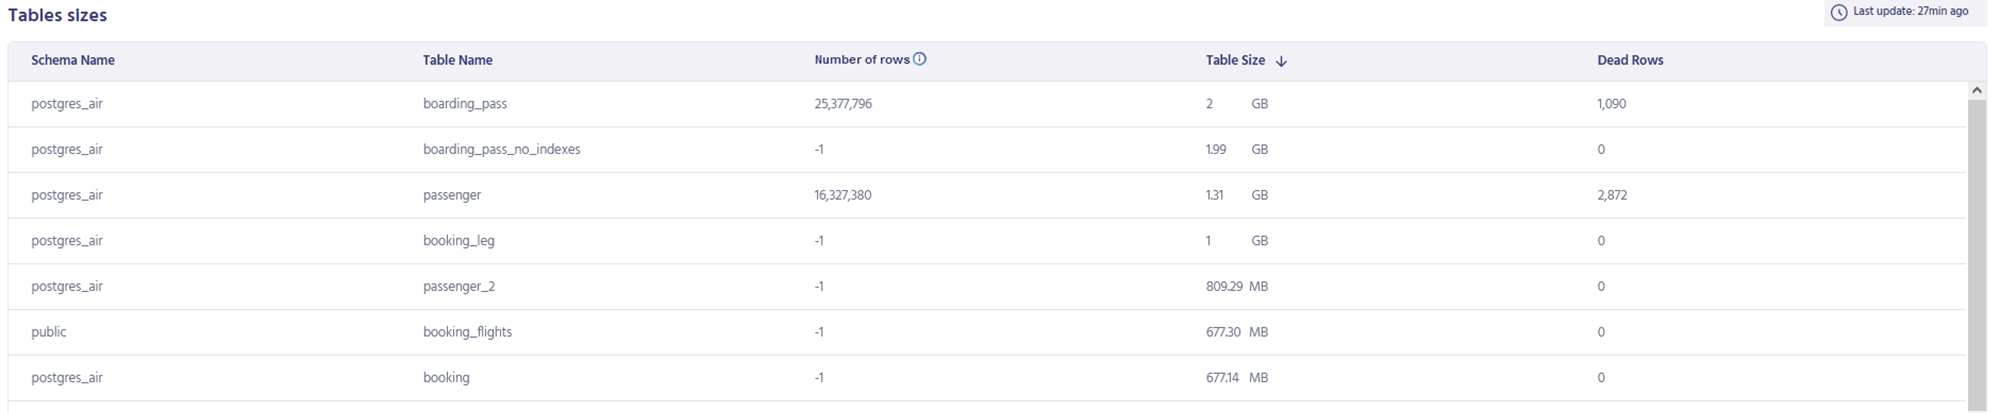 Tables sizes
Last update: 27min ago
Schema Name Table Name Number of rows Table Size Dead Rows
postgres_air boarding_pass 25,377,796 2 GB 1,090
postgres_air boarding_pass_no_indexes -1 1.99 GB 0
postgres_air passenger 16,327,380 1.31 GB 2,872
postgres_air booking_leg -1 1 GB 0
postgres_air passenger_2 -1 809.29 MB 0
public booking_flights -1 677.30 MB 0
postgres_air booking -1 677.14 MB 0